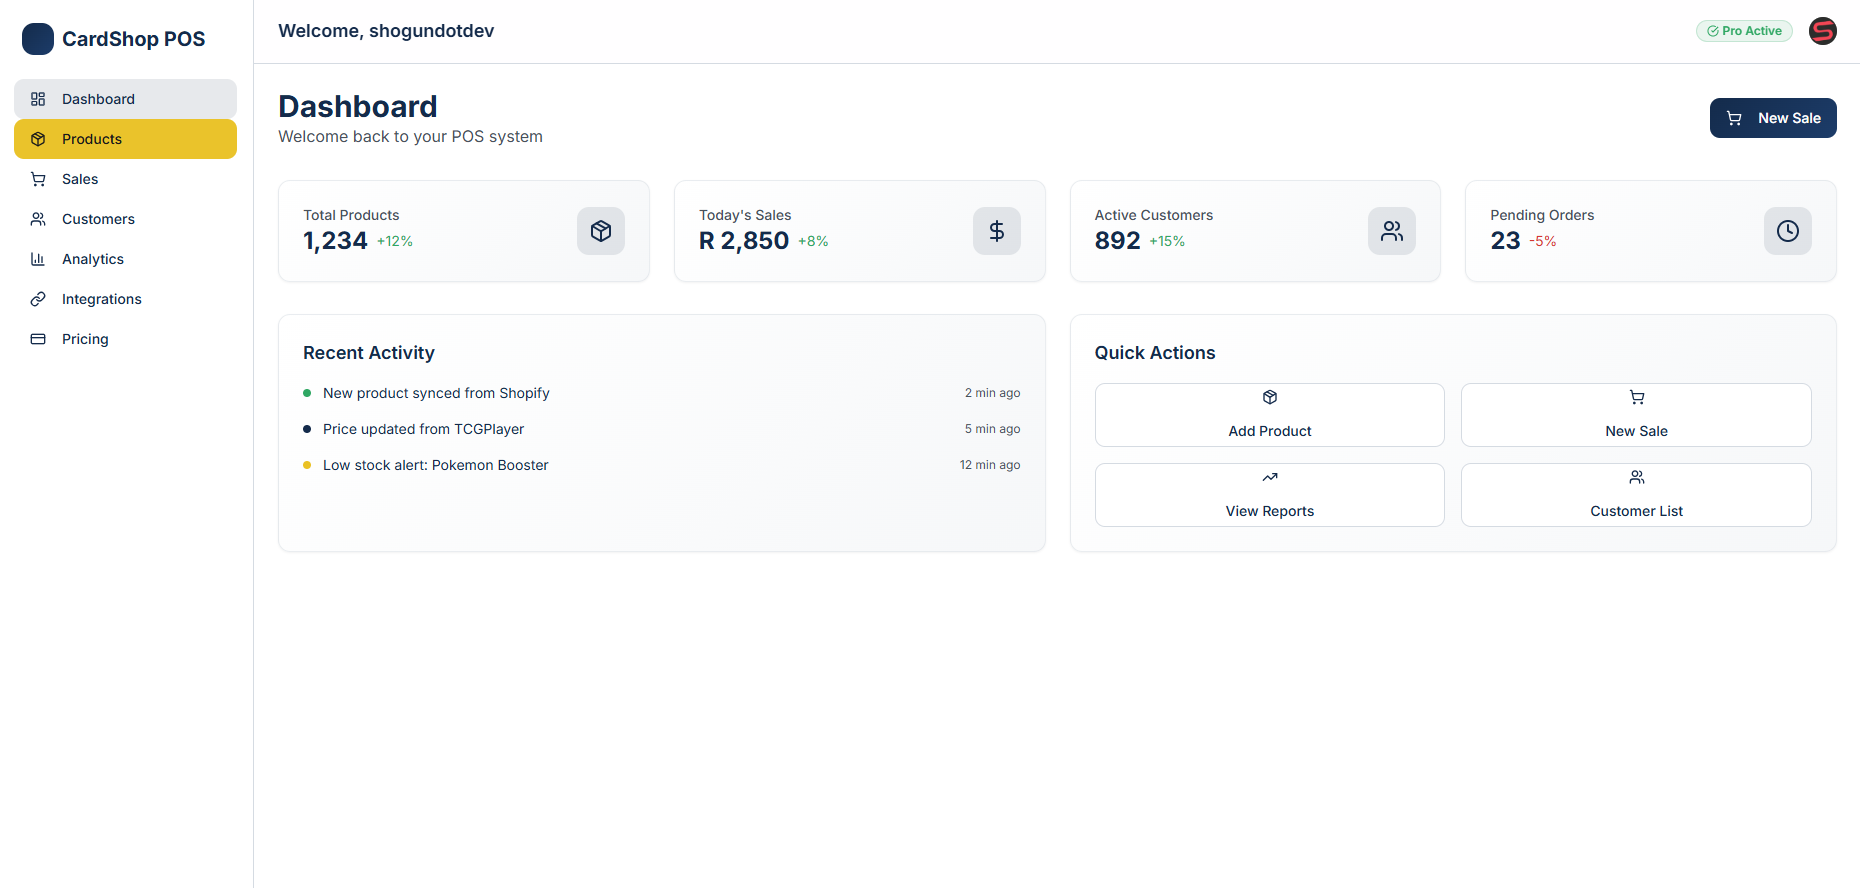 CardShop POS
Dashboard
Products
Sales
Customers
Analytics
Integrations
Pricing
Welcome, shogundotdev
Pro Active
Dashboard
Welcome back to your POS system
New Sale
Total Products
1,234 +12%
Today's Sales
R 2,850 +8%
Active Customers
892 +15%
Pending Orders
23 -5%
Recent Activity
New product synced from Shopify 2 min ago
Price updated from TCGPlayer 5 min ago
Low stock alert: Pokemon Booster 12 min ago
Quick Actions
Add Product
New Sale
View Reports
Customer List